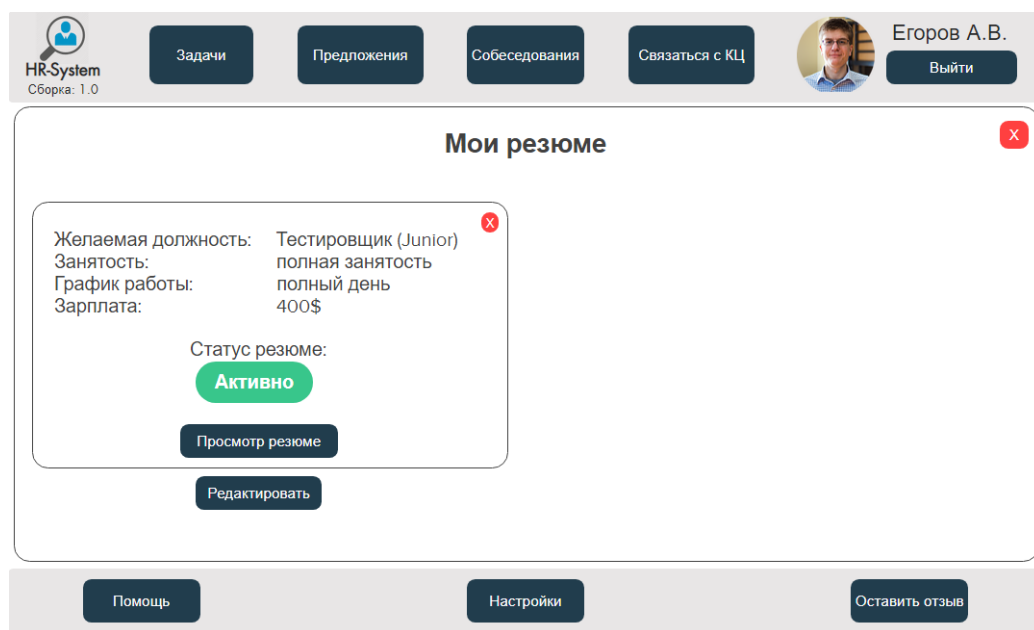 HR-System
Сборка: 1.0
Задачи
Предложения
Собеседования
Связаться с КЦ
Егоров А.В.
Выйти
Мои резюме
X
X
Желаемая должность: Тестировщик (Junior)
Занятость: полная занятость
График работы: полный день
Зарплата: 400$
Статус резюме:
Активно
Просмотр резюме
Редактировать
Помощь
Настройки
Оставить отзыв